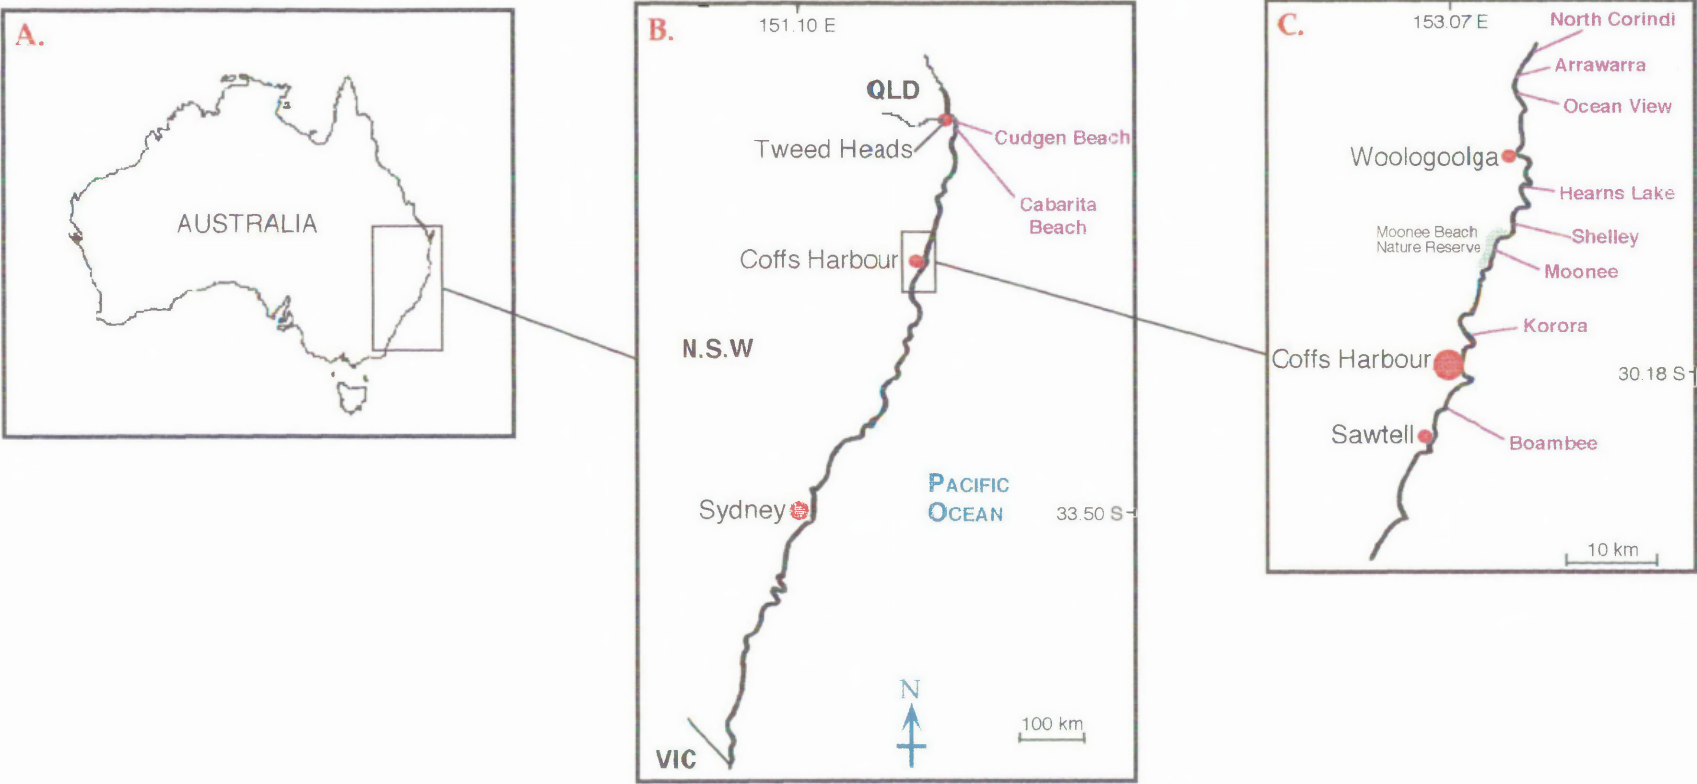 A.
AUSTRALIA
B.
151.10 E
QLD
Tweed Heads
Cudgen Beach
Cabarita
Beach
Coffs Harbour
N.S.W
PACIFIC
OCEAN
Sydney
33.50 S
N
100 km
VIC
C.
153.07 E
North Corindi
Arrawarra
Ocean View
Woologoolga
Hearns Lake
Moonee Beach
Nature Reserve
Shelley
Moonee
Korora
Coffs Harbour
30.18 S
Sawtell
Boambee
10 km